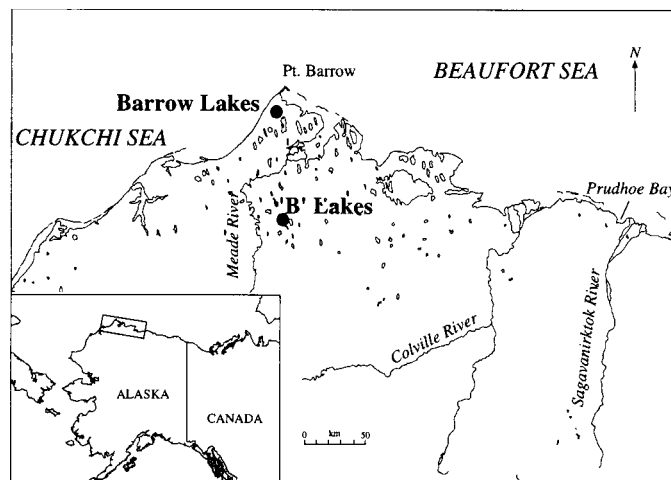 Pt. Barrow
BEAUFORT SEA
N
Barrow Lakes
CHUKCHI SEA
Prudhoe Bay
B' Lakes
Meade River
Sagavanirktok River
Colville River
ALASKA
CANADA
0 km 50